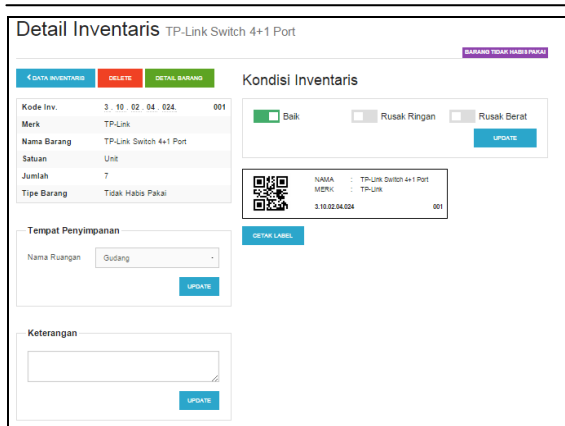 Detail Inventaris TP-Link Switch 4+1 Port
BARANG TIDAK HABIS PAKAI
DATA INVENTARIS DELETE DETAIL BARANG
Kode Inv. 3 . 10 . 02 . 04 . 024. 001
Merk TP-Link
Nama Barang TP-Link Switch 4+1 Port
Satuan Unit
Jumlah 7
Tipe Barang Tidak Habis Pakai
Tempat Penyimpanan
Nama Ruangan Gudang
UPDATE
Keterangan
UPDATE
Kondisi Inventaris
Baik Rusak Ringan Rusak Berat
UPDATE
NAMA : TP-Link Switch 4+1 Port
MERK : TP-Link
3.10.02.04.024 001
CETAK LABEL